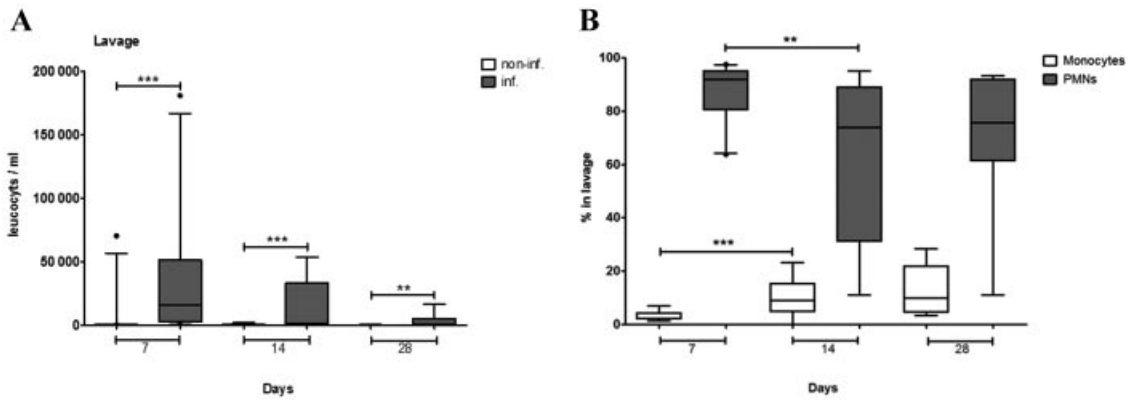 A
Lavage
non-inf.
inf.
200 000
150 000
100 000
50 000
0
leucocyts / ml
***
***
**
7
14
28
Days
B
Monocytes
PMNs
100
80
60
40
20
0
% in lavage
**
***
7
14
28
Days